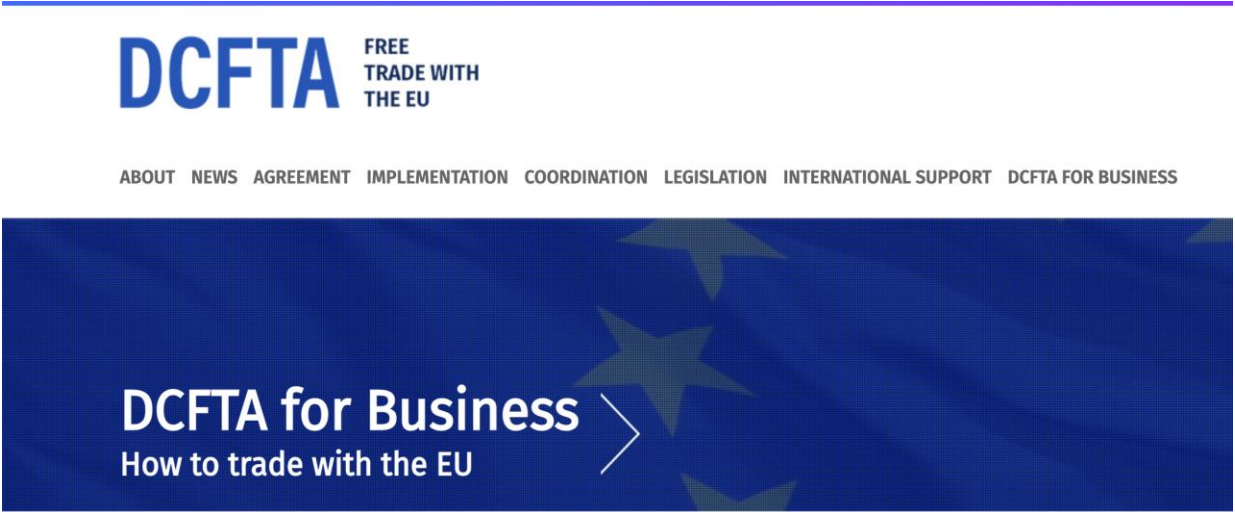 DCFTA
FREE
TRADE WITH
THE EU
ABOUT NEWS AGREEMENT IMPLEMENTATION COORDINATION LEGISLATION INTERNATIONAL SUPPORT DCFTA FOR BUSINESS
DCFTA for Business
How to trade with the EU